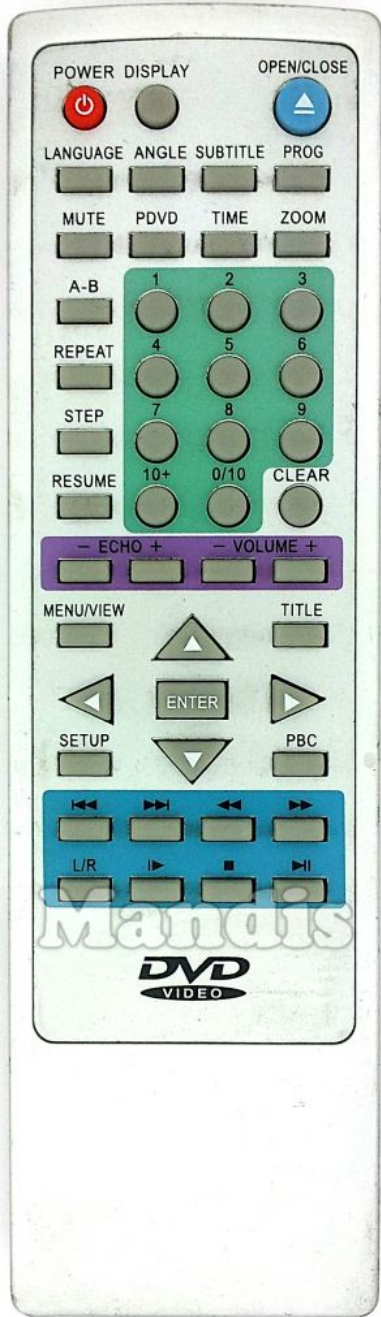 POWER DISPLAY OPEN/CLOSE
LANGUAGE ANGLE SUBTITLE PROG
MUTE PDVD TIME ZOOM
A-B 1 2 3
REPEAT 4 5 6
STEP 7 8 9
RESUME 10+ 0/10 CLEAR
- ECHO + - VOLUME +
MENU/VIEW TITLE
ENTER
SETUP PBC
L/R
Mandis
DVD
VIDEO